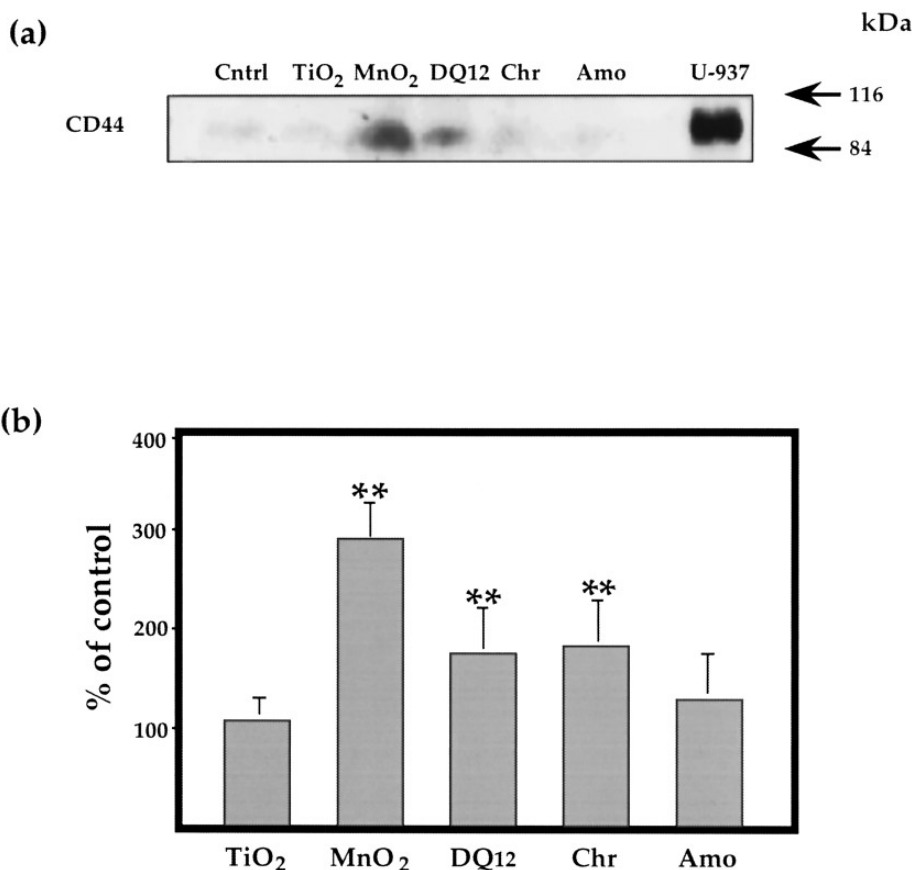 (a)
kDa
Cntrl TiO₂ MnO₂ DQ12 Chr Amo U-937
116
CD44
84
(b)
400
300
200
100
% of control
** ** ** 
TiO₂ MnO₂ DQ12 Chr Amo